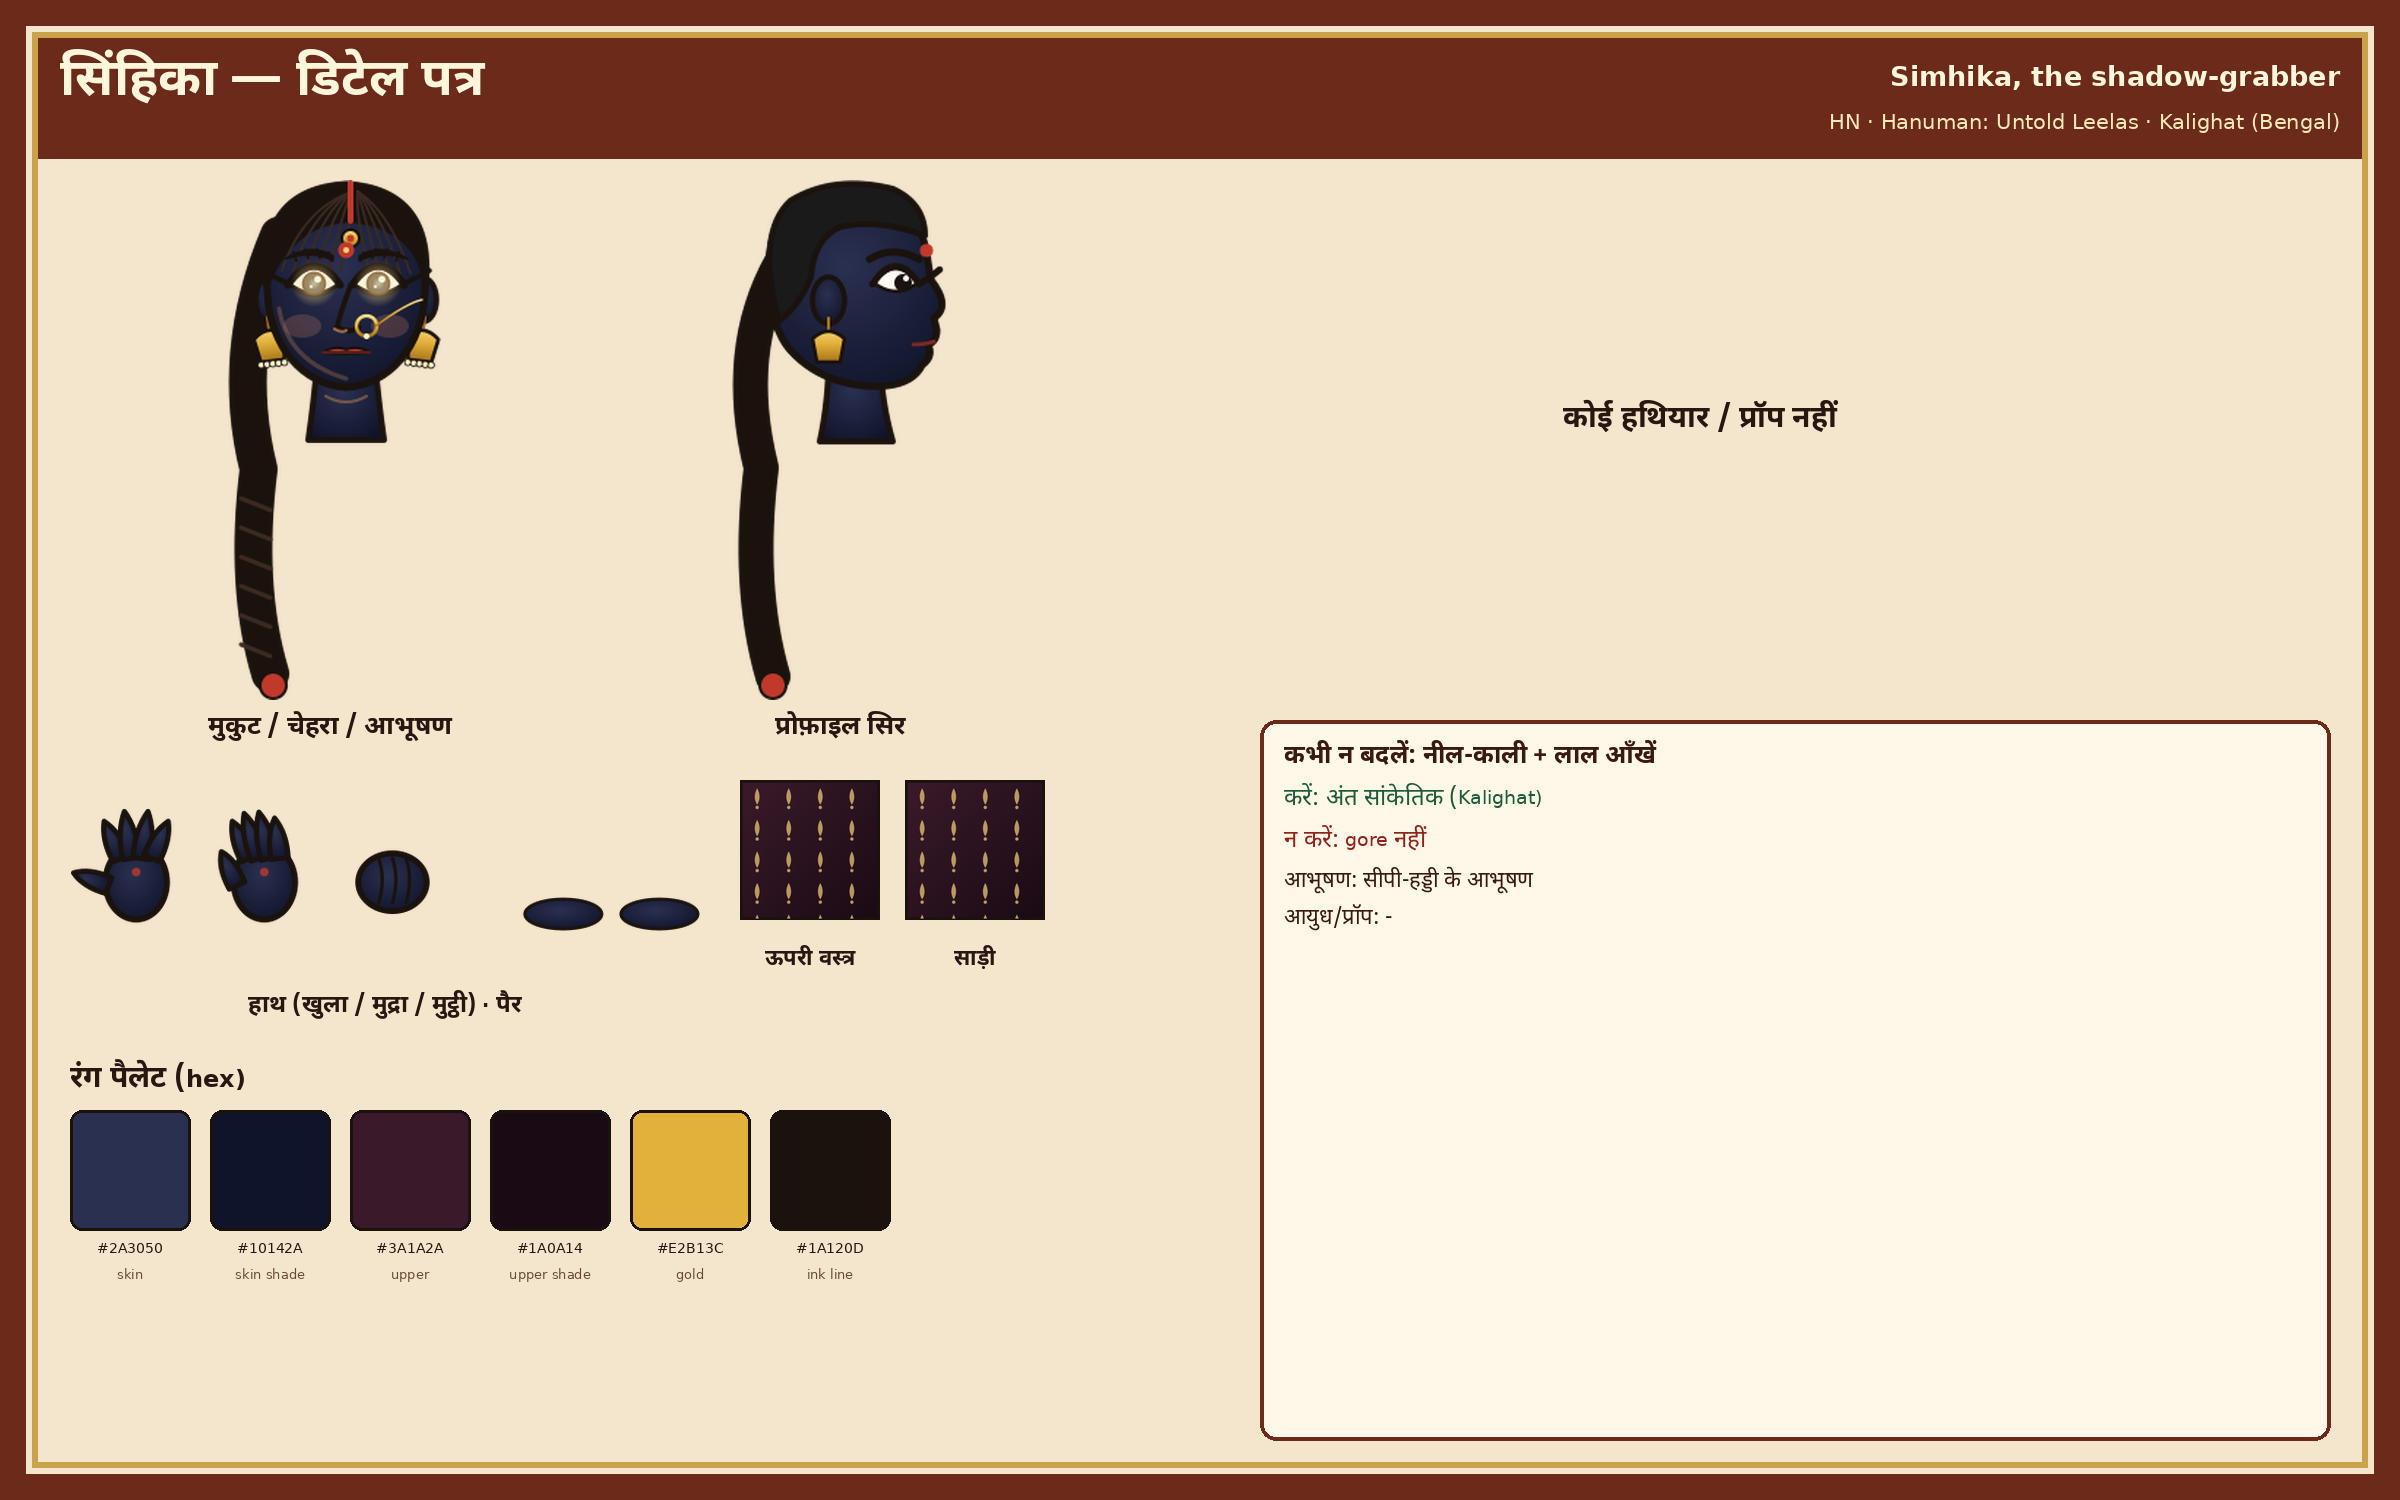 सिंहिका — डिटेल पत्र
Simhika, the shadow-grabber
HN · Hanuman: Untold Leelas · Kalighat (Bengal)
कोई हथियार / प्रॉप नहीं
मुकुट / चेहरा / आभूषण
प्रोफ़ाइल सिर
कभी न बदलें: नील-काली + लाल आँखें
करें: अंत सांकेतिक (Kalighat)
न करें: gore नहीं
आभूषण: सीपी-हड्डी के आभूषण
आयुध/प्रॉप: -
ऊपरी वस्त्र
साड़ी
हाथ (खुला / मुद्रा / मुट्ठी) · पैर
रंग पैलेट (hex)
#2A3050 #10142A #3A1A2A #1A0A14 #E2B13C #1A120D
skin skin shade upper upper shade gold ink line